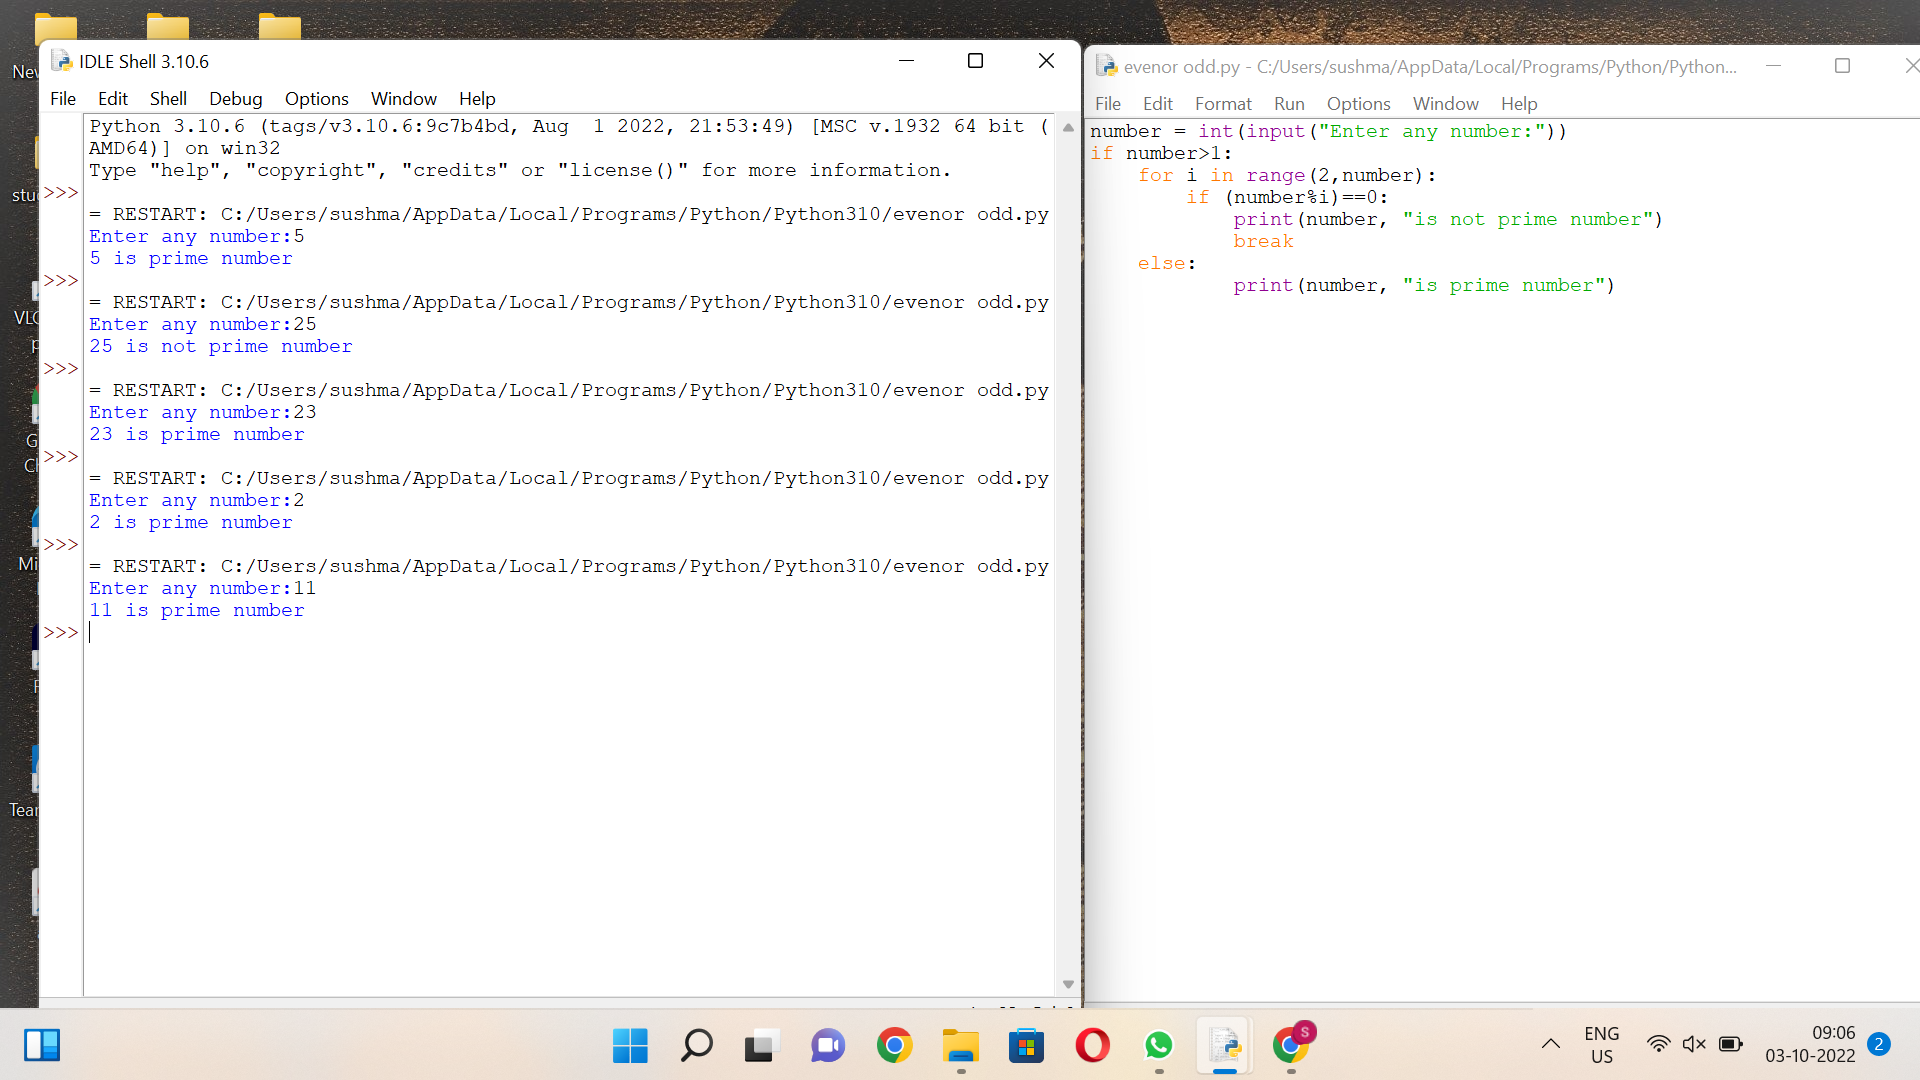 New
stu
VLC
p
G
Ch
Mi
F
Tear
IDLE Shell 3.10.6
File Edit Shell Debug Options Window Help
Python 3.10.6 (tags/v3.10.6:9c7b4bd, Aug  1 2022, 21:53:49) [MSC v.1932 64 bit (
AMD64)] on win32
Type "help", "copyright", "credits" or "license()" for more information.
>>>
= RESTART: C:/Users/sushma/AppData/Local/Programs/Python/Python310/evenor odd.py
Enter any number:5
5 is prime number
>>>
= RESTART: C:/Users/sushma/AppData/Local/Programs/Python/Python310/evenor odd.py
Enter any number:25
25 is not prime number
>>>
= RESTART: C:/Users/sushma/AppData/Local/Programs/Python/Python310/evenor odd.py
Enter any number:23
23 is prime number
>>>
= RESTART: C:/Users/sushma/AppData/Local/Programs/Python/Python310/evenor odd.py
Enter any number:2
2 is prime number
>>>
= RESTART: C:/Users/sushma/AppData/Local/Programs/Python/Python310/evenor odd.py
Enter any number:11
11 is prime number
>>>
evenor odd.py - C:/Users/sushma/AppData/Local/Programs/Python/Python...
File Edit Format Run Options Window Help
number = int(input("Enter any number:"))
if number>1:
    for i in range(2,number):
        if (number%i)==0:
            print(number, "is not prime number")
            break
    else:
            print(number, "is prime number")
S
ENG
US
09:06
03-10-2022
2